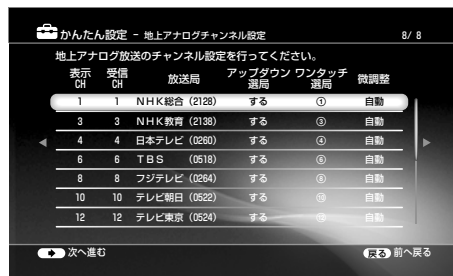 かんたん設定 - 地上アナログチャンネル設定 8/ 8
地上アナログ放送のチャンネル設定を行ってください。
表示CH 受信CH 放送局 アップダウン選局 ワンタッチ選局 微調整
1 1 NHK総合 (2128) する ① 自動
3 3 NHK教育 (2138) する ③ 自動
4 4 日本テレビ (0260) する ④ 自動
6 6 TBS (0518) する ⑥ 自動
8 8 フジテレビ (0264) する ⑧ 自動
10 10 テレビ朝日 (0522) する ⑩ 自動
12 12 テレビ東京 (0524) する ⑫ 自動
次へ進む 戻る 前へ戻る